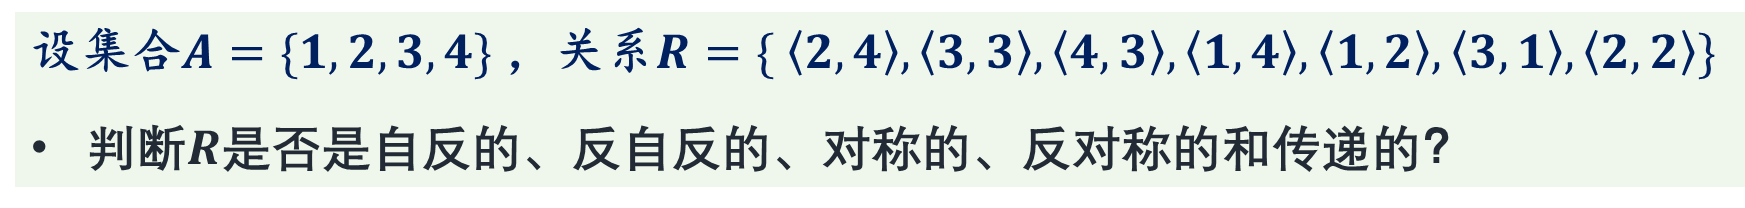 设集合A = {1, 2, 3, 4} ，关系R = { ⟨2, 4⟩, ⟨3, 3⟩, ⟨4, 3⟩, ⟨1, 4⟩, ⟨1, 2⟩, ⟨3, 1⟩, ⟨2, 2⟩}
• 判断R是否是自反的、反自反的、对称的、反对称的和传递的?